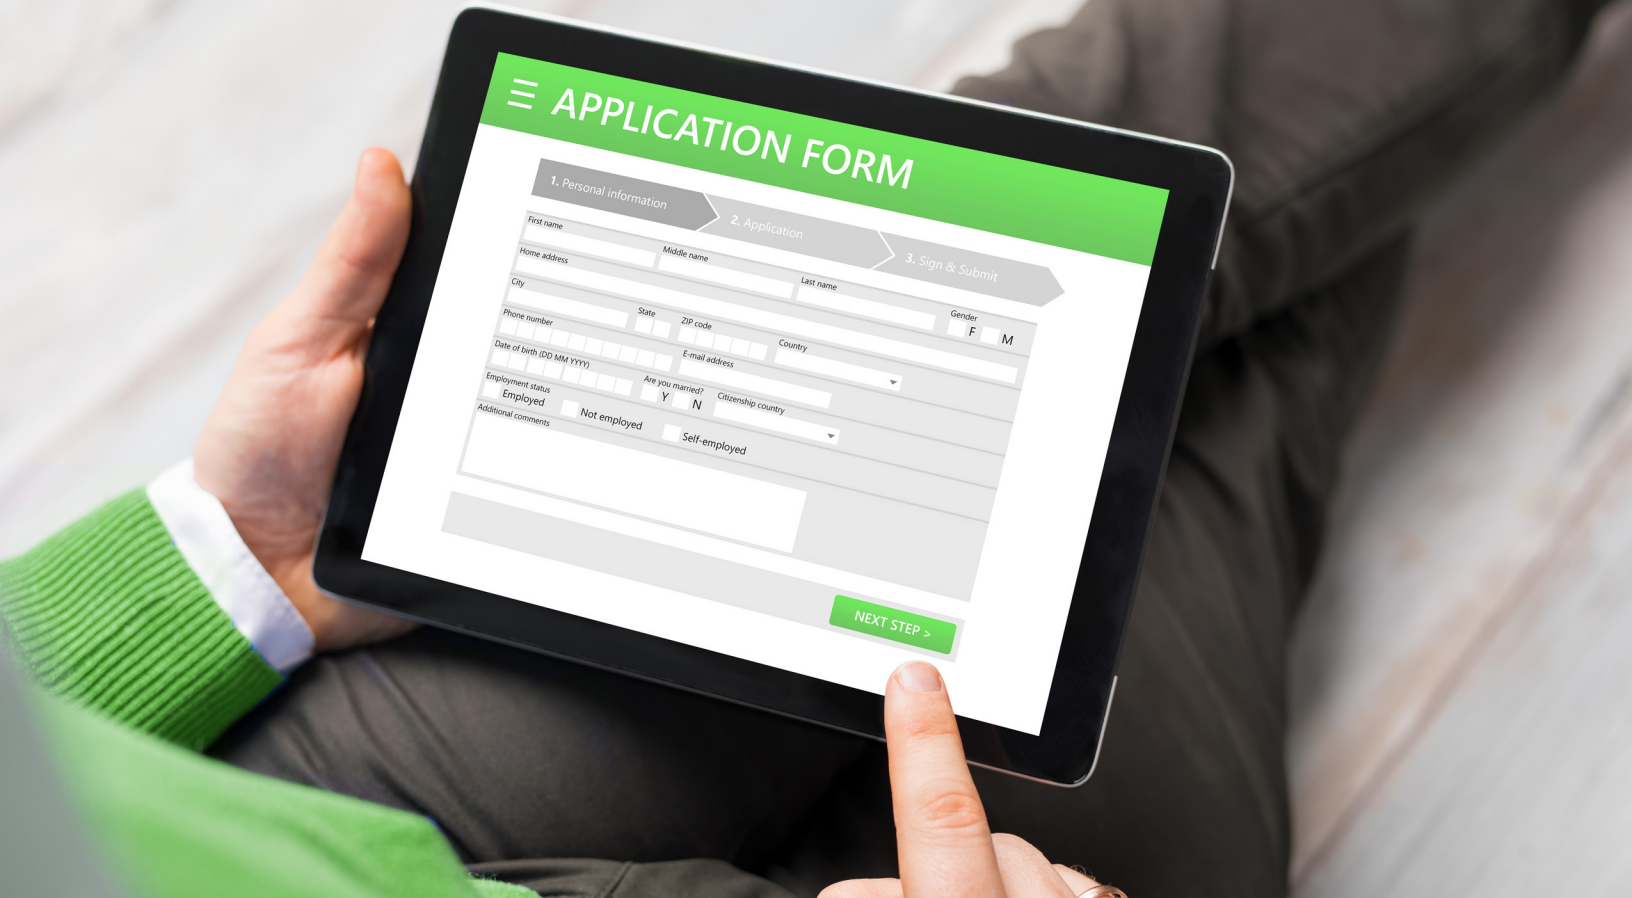 APPLICATION FORM
1. Personal information
2. Application
3. Sign & Submit
First name
Middle name
Last name
Gender
F
M
Home address
City
State
ZIP code
Country
Phone number
E-mail address
Date of birth (DD MM YYYY)
Are you married?
Y
N
Citizenship country
Employment status
Employed
Not employed
Self-employed
Additional comments
NEXT STEP >